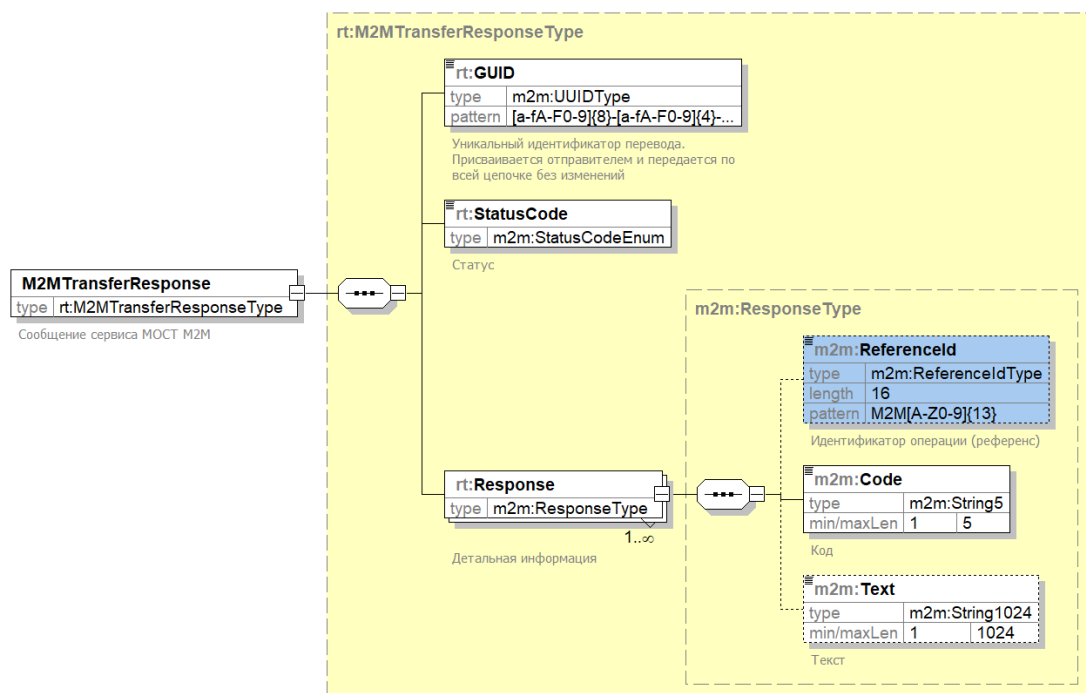 rt:M2MTransferResponseType
rt:GUID
type m2m:UUIDType
pattern [a-fA-F0-9]{8}-[a-fA-F0-9]{4}-...
Уникальный идентификатор перевода.
Присваивается отправителем и передается по
всей цепочке без изменений
rt:StatusCode
type m2m:StatusCodeEnum
Статус
M2MTransferResponse
type rt:M2MTransferResponseType
Сообщение сервиса МОСТ М2М
rt:Response
type m2m:ResponseType
1..∞
Детальная информация
m2m:ResponseType
m2m:ReferenceId
type m2m:ReferenceIdType
length 16
pattern M2M[A-Z0-9]{13}
Идентификатор операции (референс)
m2m:Code
type m2m:String5
min/maxLen 1 5
Код
m2m:Text
type m2m:String1024
min/maxLen 1 1024
Текст